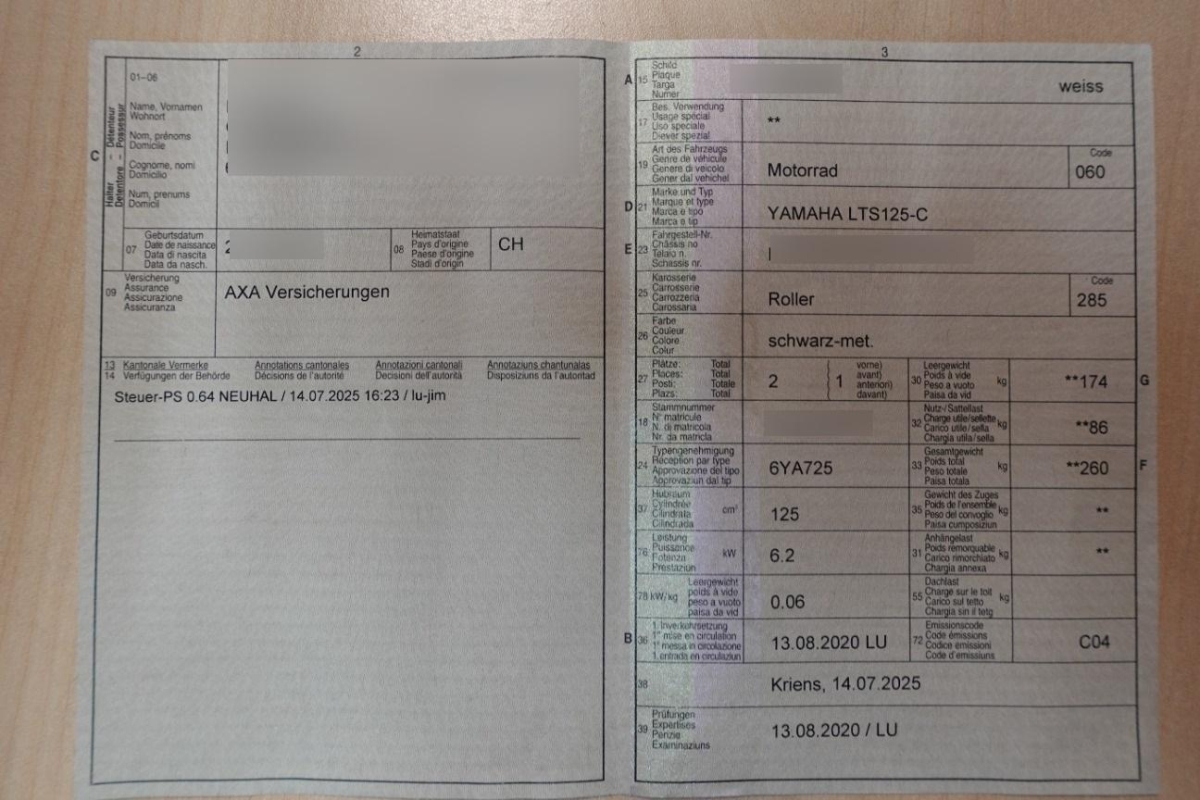 2
01–06
Name, Vornamen
Wohnort
Nom, prénoms
Domicile
Cognome, nomi
Domicilio
Num, prenums
Domicil
C
Halter - Détenteur
Detentore - Possessur
07
Geburtsdatum
Date de naissance
Data di nascita
Data da nasch.
2
08
Heimatstaat
Pays d'origine
Paese d'origine
Stadi d'origin
CH
09
Versicherung
Assurance
Assicurazione
Assicuranza
AXA Versicherungen
13 Kantonale Vermerke Annotations cantonales Annotazioni cantonali Annotaziuns chantunalas
14 Verfügungen der Behörde Décisions de l'autorité Decisioni dell'autorità Disposiziuns da l'autoritad
Steuer-PS 0.64 NEUHAL / 14.07.2025 16:23 / lu-jim
3
A 15
Schild
Plaque
Targa
Numer
weiss
17
Bes. Verwendung
Usage spécial
Uso speciale
Diever spezial
**
19
Art des Fahrzeugs
Genre de véhicule
Genere di veicolo
Gener dal vehichel
Motorrad
Code
060
D 21
Marke und Typ
Marque et type
Marca e tipo
Marca e tip
YAMAHA LTS125-C
E 23
Fahrgestell-Nr.
Châssis no
Telaio n.
Schassis nr.
25
Karosserie
Carrosserie
Carrozzeria
Carossaria
Roller
Code
285
26
Farbe
Couleur
Colore
Colur
schwarz-met.
27
Plätze: Total
Places: Total
Posti: Totale
Plazs: Total
2
vorne)
avant)
anteriori)
davant)
1
30
Leergewicht
Poids à vide
Peso a vuoto
Paisa da vid
kg
**174
G
18
Stammnummer
N° matricule
N. di matricola
Nr. da matricla
32
Nutz-/Sattellast
Charge utile/sellette
Carico utile/sella
Chargia utila/sella
kg
**86
24
Typengenehmigung
Réception par type
Approvazione del tipo
Approvaziun dal tip
6YA725
33
Gesamtgewicht
Poids total
Peso totale
Paisa totala
kg
**260
F
37
Hubraum
Cylindrée
Cilindrata
Cilindrada
cm³
125
35
Gewicht des Zuges
Poids de l'ensemble
Peso del convoglio
Paisa cumposiziun
kg
**
76
Leistung
Puissance
Potenza
Prestaziun
kW
6.2
31
Anhängelast
Poids remorquable
Carico rimorchiato
Chargia annexa
kg
**
78 kW/kg
Leergewicht
poids à vide
peso a vuoto
paisa da vid
0.06
55
Dachlast
Charge sur le toit
Carico sul tetto
Chargia sin il tetg
kg
B 36
1. Inverkehrsetzung
1re mise en circulation
1a messa in circolazione
1. entrada en circulaziun
13.08.2020 LU
72
Emissionscode
Code émissions
Codice emissioni
Code d'emissiuns
C04
38
Kriens, 14.07.2025
39
Prüfungen
Expertises
Perizie
Examinaziuns
13.08.2020 / LU